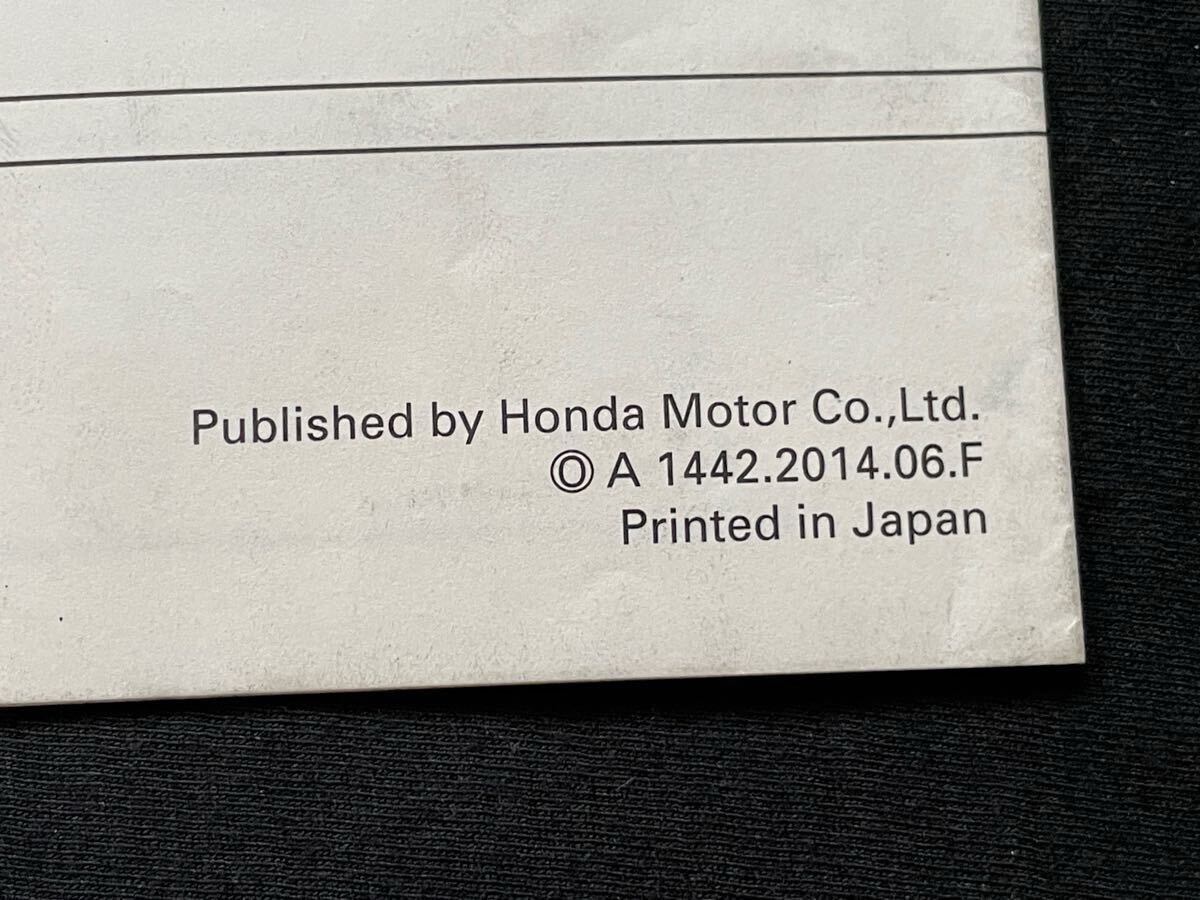 Published by Honda Motor Co.,Ltd.
Ⓞ A 1442.2014.06.F
Printed in Japan